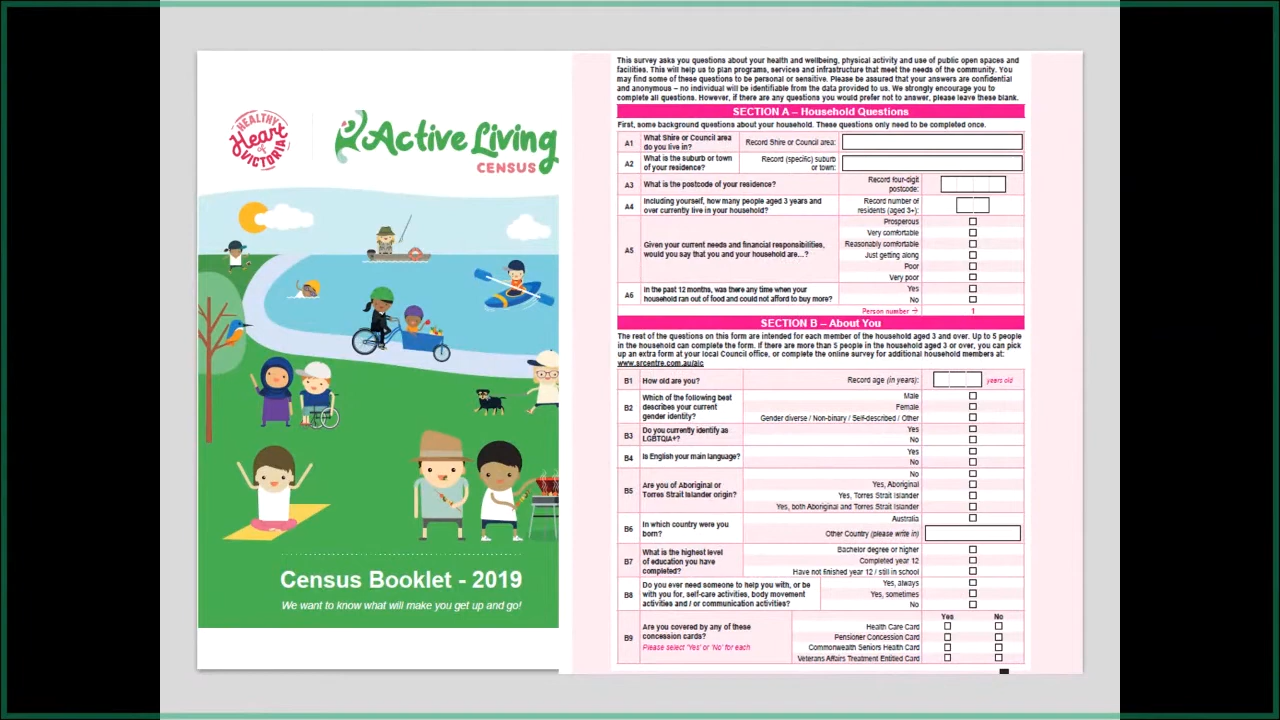 HEALTHY
Heart
of
VICTORIA
Active Living
CENSUS
Census Booklet - 2019
We want to know what will make you get up and go!
This survey asks you questions about your health and wellbeing, physical activity and use of public open spaces and
facilities. This will help us to plan programs, services and infrastructure that meet the needs of the community. You
may find some of these questions to be personal or sensitive. Please be assured that your answers are confidential
and anonymous – no individual will be identifiable from the data provided to us. We strongly encourage you to
complete all questions. However, if there are any questions you would prefer not to answer, please leave these blank.
SECTION A – Household Questions
First, some background questions about your household. These questions only need to be completed once.
A1 What Shire or Council area Record Shire or Council area:
do you live in?
A2 What is the suburb or town Record (specific) suburb
of your residence? or town:
A3 What is the postcode of your residence? Record four-digit
postcode:
A4 Including yourself, how many people aged 3 years and Record number of
over currently live in your household? residents (aged 3+):
Prosperous
Very comfortable
Reasonably comfortable
A5 Given your current needs and financial responsibilities,
would you say that you and your household are...?
Just getting along
Poor
Very poor
A6 In the past 12 months, was there any time when your Yes
household ran out of food and could not afford to buy more? No
Person number → 1
SECTION B – About You
The rest of the questions on this form are intended for each member of the household aged 3 and over. Up to 5 people
in the household can complete the form. If there are more than 5 people in the household aged 3 or over, you can pick
up an extra form at your local Council office, or complete the online survey for additional household members at:
www.srcentre.com.au/alc
B1 How old are you? Record age (in years): years old
B2 Which of the following best Male
describes your current Female
gender identity? Gender diverse / Non-binary / Self-described / Other
B3 Do you currently identify as Yes
LGBTQIA+? No
B4 Is English your main language? Yes
No
B5 Are you of Aboriginal or No
Torres Strait Islander origin? Yes, Aboriginal
Yes, Torres Strait Islander
Yes, both Aboriginal and Torres Strait Islander
B6 In which country were you Australia
born? Other Country (please write in)
B7 What is the highest level Bachelor degree or higher
of education you have Completed year 12
completed? Have not finished year 12 / still in school
B8 Do you ever need someone to help you with, or be Yes, always
with you for, self-care activities, body movement Yes, sometimes
activities and / or communication activities? No
Yes No
B9 Are you covered by any of these Health Care Card
concession cards? Pensioner Concession Card
Please select 'Yes' or 'No' for each Commonwealth Seniors Health Card
Veterans Affairs Treatment Entitled Card